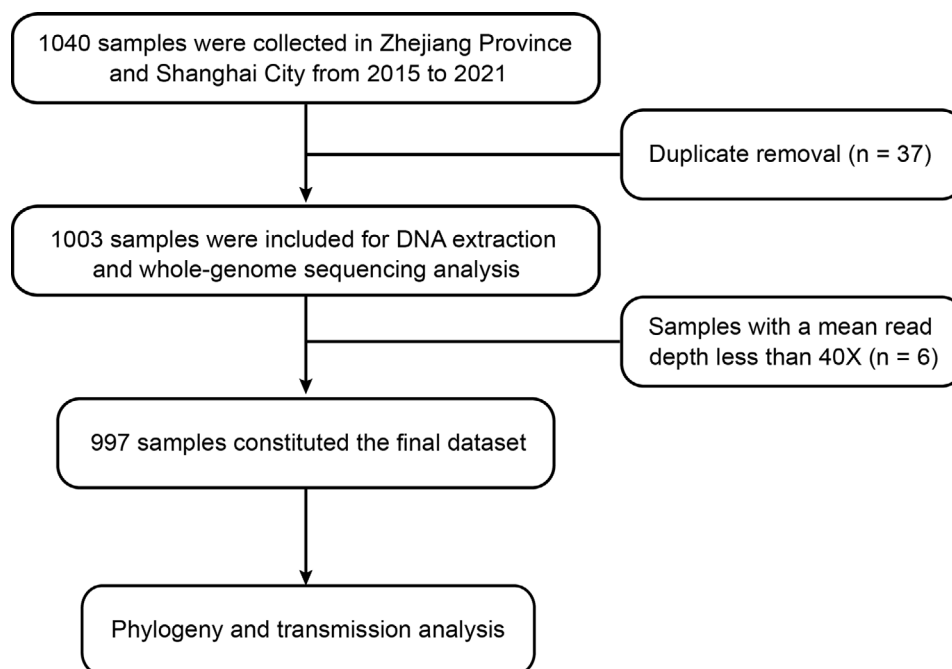 1040 samples were collected in Zhejiang Province
and Shanghai City from 2015 to 2021
Duplicate removal (n = 37)
1003 samples were included for DNA extraction
and whole-genome sequencing analysis
Samples with a mean read
depth less than 40X (n = 6)
997 samples constituted the final dataset
Phylogeny and transmission analysis